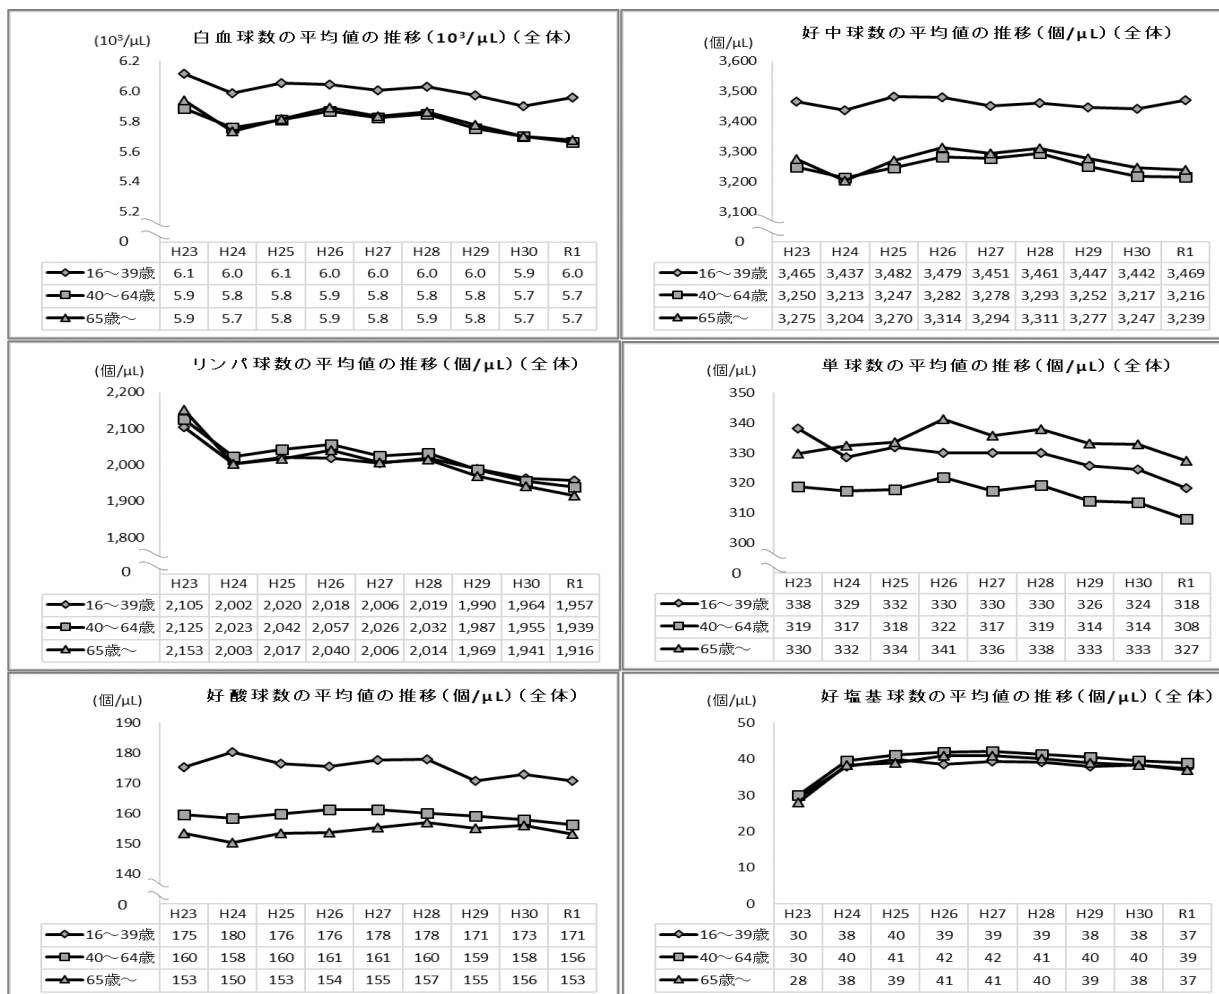 白血球数の平均値の推移(10³/μL)(全体)
(10³/μL)
6.2
6.0
5.8
5.6
5.4
5.2
0
H23 H24 H25 H26 H27 H28 H29 H30 R1
16～39歳 6.1 6.0 6.1 6.0 6.0 6.0 6.0 5.9 6.0
40～64歳 5.9 5.8 5.8 5.9 5.8 5.8 5.8 5.7 5.7
65歳～ 5.9 5.7 5.8 5.9 5.8 5.9 5.8 5.7 5.7
好中球数の平均値の推移(個/μL)(全体)
(個/μL)
3,600
3,500
3,400
3,300
3,200
3,100
0
H23 H24 H25 H26 H27 H28 H29 H30 R1
16～39歳 3,465 3,437 3,482 3,479 3,451 3,461 3,447 3,442 3,469
40～64歳 3,250 3,213 3,247 3,282 3,278 3,293 3,252 3,217 3,216
65歳～ 3,275 3,204 3,270 3,314 3,294 3,311 3,277 3,247 3,239
リンパ球数の平均値の推移(個/μL)(全体)
(個/μL)
2,200
2,100
2,000
1,900
1,800
0
H23 H24 H25 H26 H27 H28 H29 H30 R1
16～39歳 2,105 2,002 2,020 2,018 2,006 2,019 1,990 1,964 1,957
40～64歳 2,125 2,023 2,042 2,057 2,026 2,032 1,987 1,955 1,939
65歳～ 2,153 2,003 2,017 2,040 2,006 2,014 1,969 1,941 1,916
単球数の平均値の推移(個/μL)(全体)
(個/μL)
350
340
330
320
310
300
0
H23 H24 H25 H26 H27 H28 H29 H30 R1
16～39歳 338 329 332 330 330 330 326 324 318
40～64歳 319 317 318 322 317 319 314 314 308
65歳～ 330 332 334 341 336 338 333 333 327
好酸球数の平均値の推移(個/μL)(全体)
(個/μL)
190
180
170
160
150
140
0
H23 H24 H25 H26 H27 H28 H29 H30 R1
16～39歳 175 180 176 176 178 178 171 173 171
40～64歳 160 158 160 161 161 160 159 158 156
65歳～ 153 150 153 154 155 157 155 156 153
好塩基球数の平均値の推移(個/μL)(全体)
(個/μL)
50
40
30
20
10
0
H23 H24 H25 H26 H27 H28 H29 H30 R1
16～39歳 30 38 40 39 39 39 38 38 37
40～64歳 30 40 41 42 42 41 40 40 39
65歳～ 28 38 39 41 41 40 39 38 37